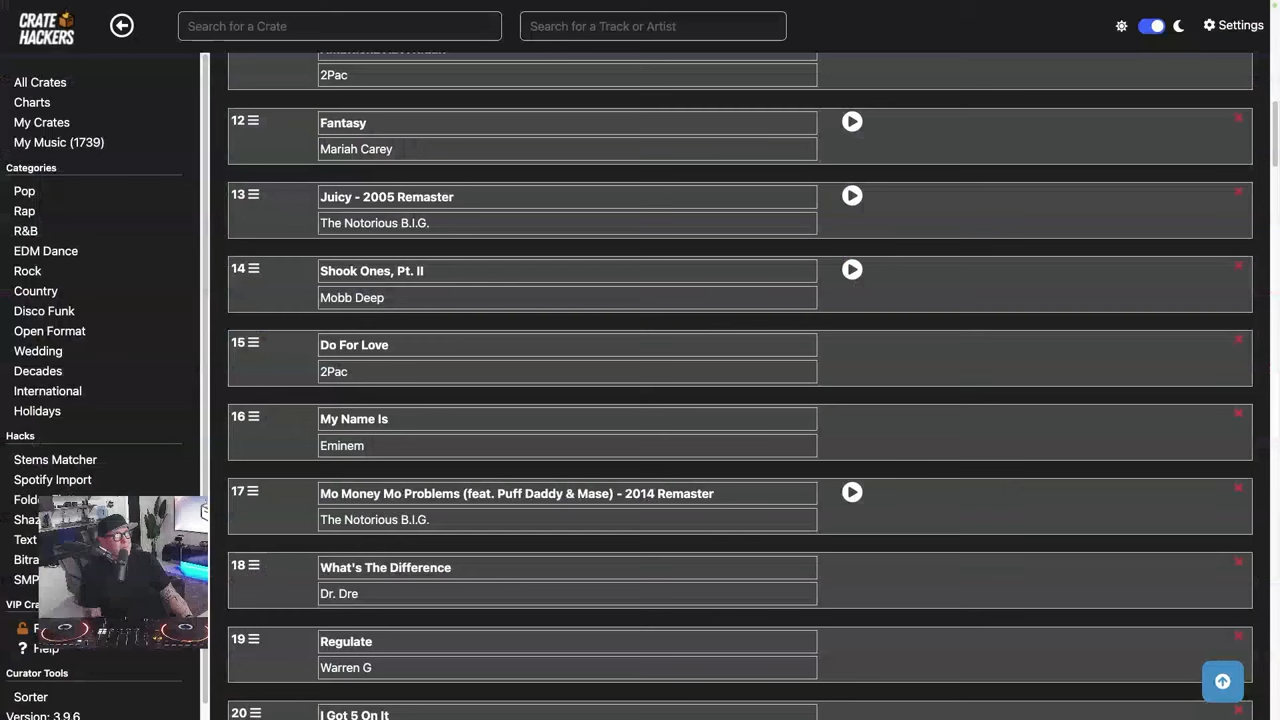 CRATE
HACKERS
Search for a Crate
Search for a Track or Artist
Settings
All Crates
Charts
My Crates
My Music (1739)
Categories
Pop
Rap
R&B
EDM Dance
Rock
Country
Disco Funk
Open Format
Wedding
Decades
International
Holidays
Hacks
Stems Matcher
Spotify Import
Folde
Shaz
Text
Bitra
SMP
VIP Cra
Help
Curator Tools
Sorter
Version: 3.9.6
2Pac
12
Fantasy
Mariah Carey
13
Juicy - 2005 Remaster
The Notorious B.I.G.
14
Shook Ones, Pt. II
Mobb Deep
15
Do For Love
2Pac
16
My Name Is
Eminem
17
Mo Money Mo Problems (feat. Puff Daddy & Mase) - 2014 Remaster
The Notorious B.I.G.
18
What's The Difference
Dr. Dre
19
Regulate
Warren G
20
I Got 5 On It